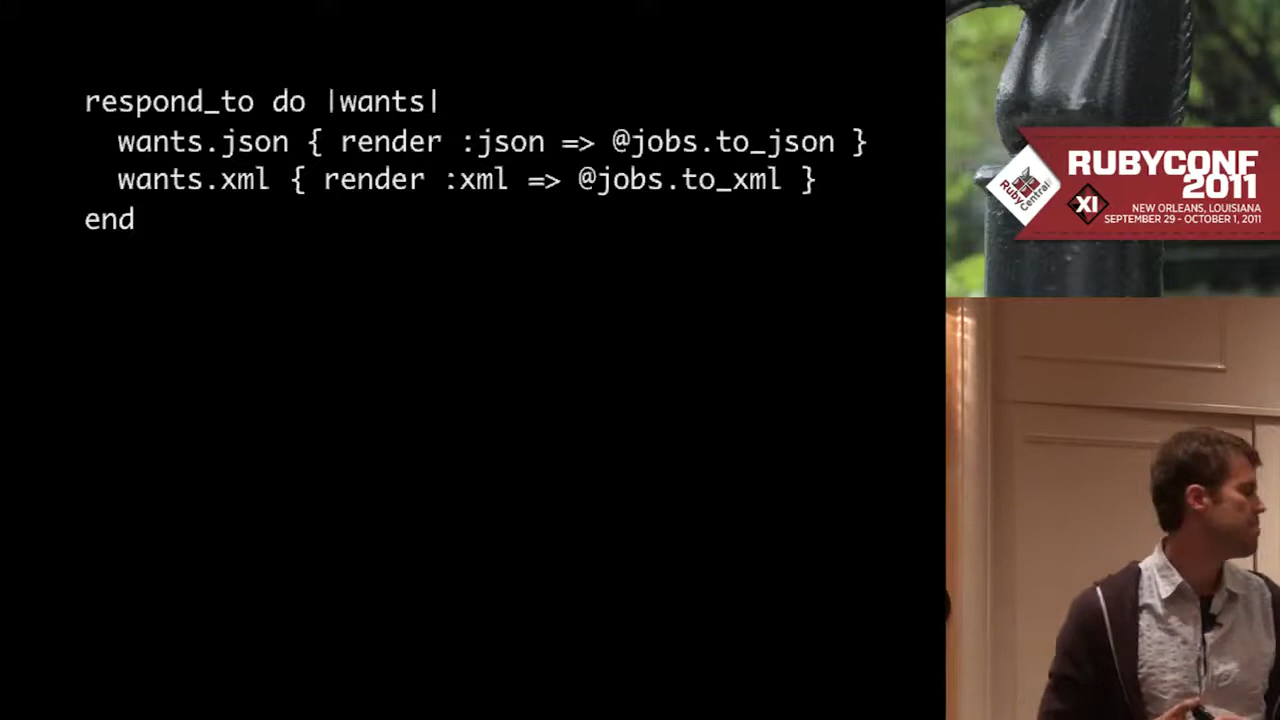 respond_to do |wants|
  wants.json { render :json => @jobs.to_json }
  wants.xml { render :xml => @jobs.to_xml }
end
RUBYCONF
2011
RubyCentral
XI
NEW ORLEANS, LOUISIANA
SEPTEMBER 29 - OCTOBER 1, 2011